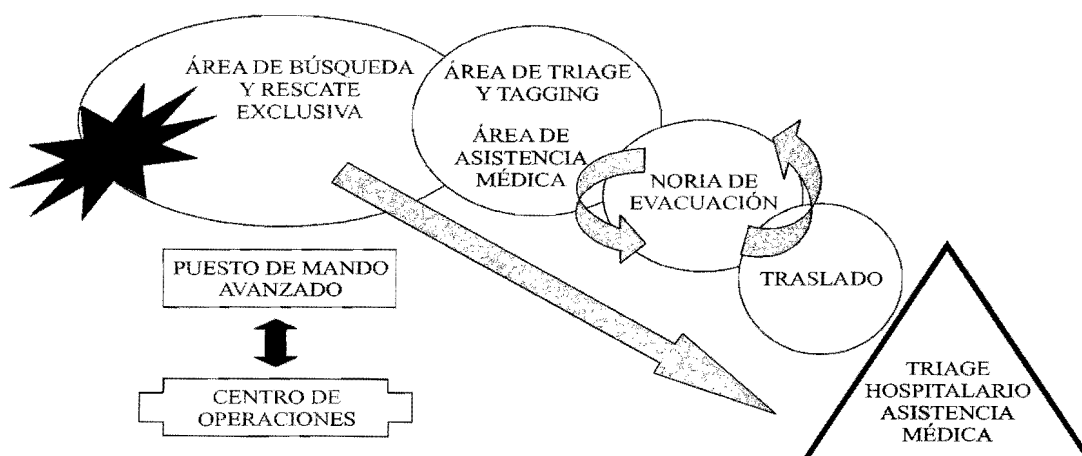 ÁREA DE BÚSQUEDA
Y RESCATE
EXCLUSIVA
ÁREA DE TRIAGE
Y TAGGING
ÁREA DE
ASISTENCIA
MÉDICA
NORIA DE
EVACUACIÓN
TRASLADO
PUESTO DE MANDO
AVANZADO
CENTRO DE
OPERACIONES
TRIAGE
HOSPITALARIO
ASISTENCIA
MÉDICA